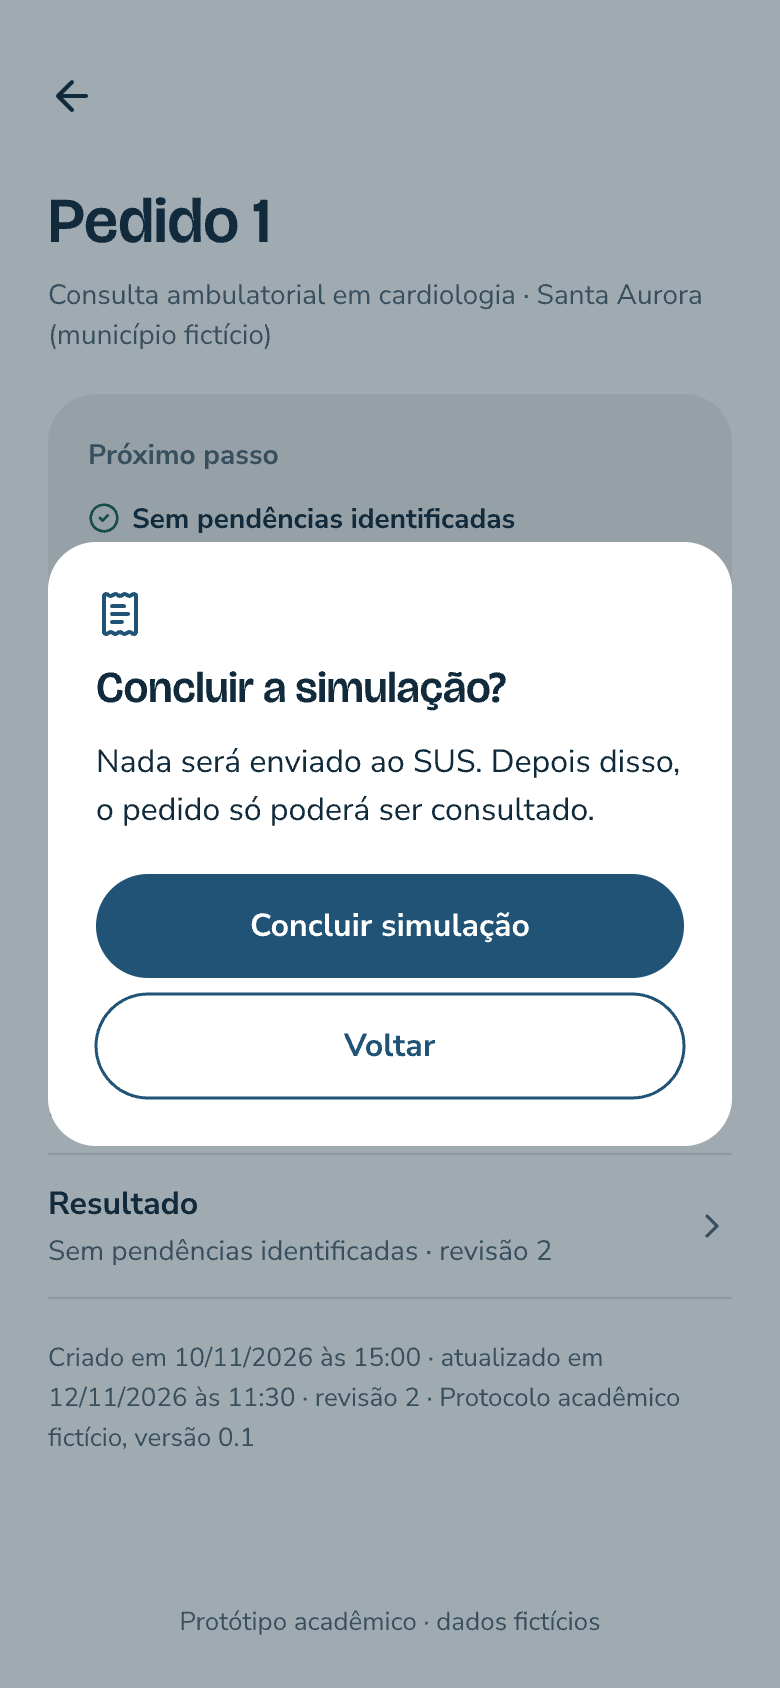 Pedido 1
Consulta ambulatorial em cardiologia · Santa Aurora
(município fictício)
Próximo passo
Sem pendências identificadas
Concluir a simulação?
Nada será enviado ao SUS. Depois disso,
o pedido só poderá ser consultado.
Concluir simulação
Voltar
Resultado
Sem pendências identificadas · revisão 2
Criado em 10/11/2026 às 15:00 · atualizado em
12/11/2026 às 11:30 · revisão 2 · Protocolo acadêmico
fictício, versão 0.1
Protótipo acadêmico · dados fictícios